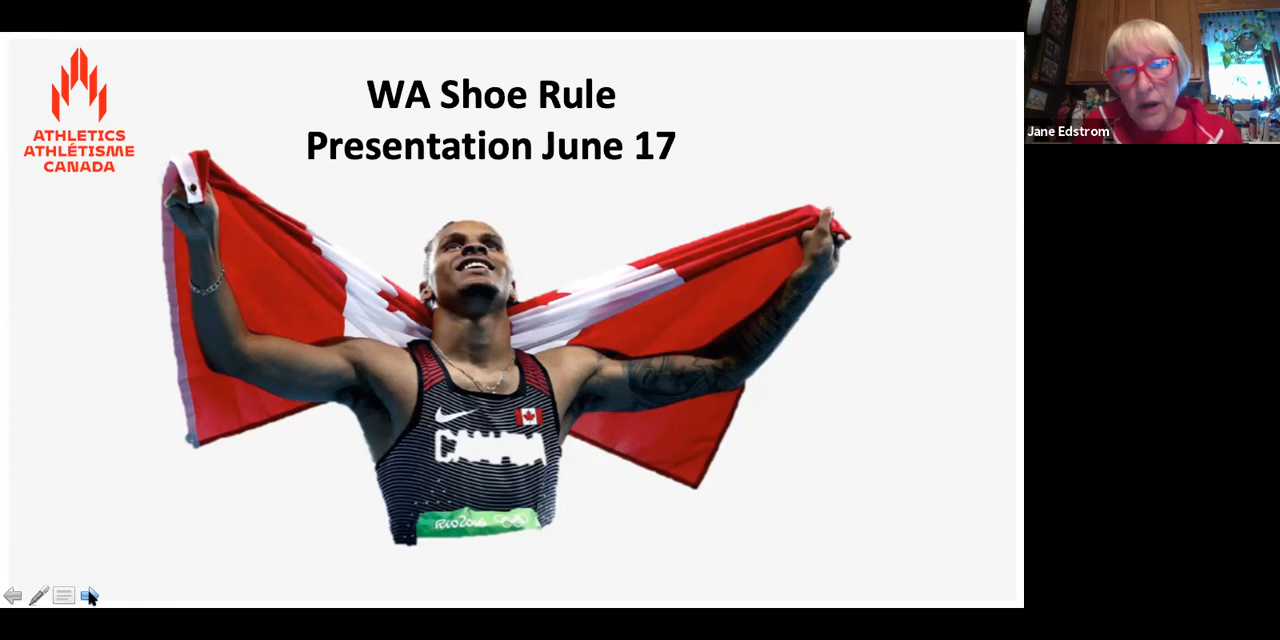 WA Shoe Rule
Presentation June 17
ATHLETICS
ATHLÉTISME
CANADA
Jane Edstrom
CANADA
RIO2016